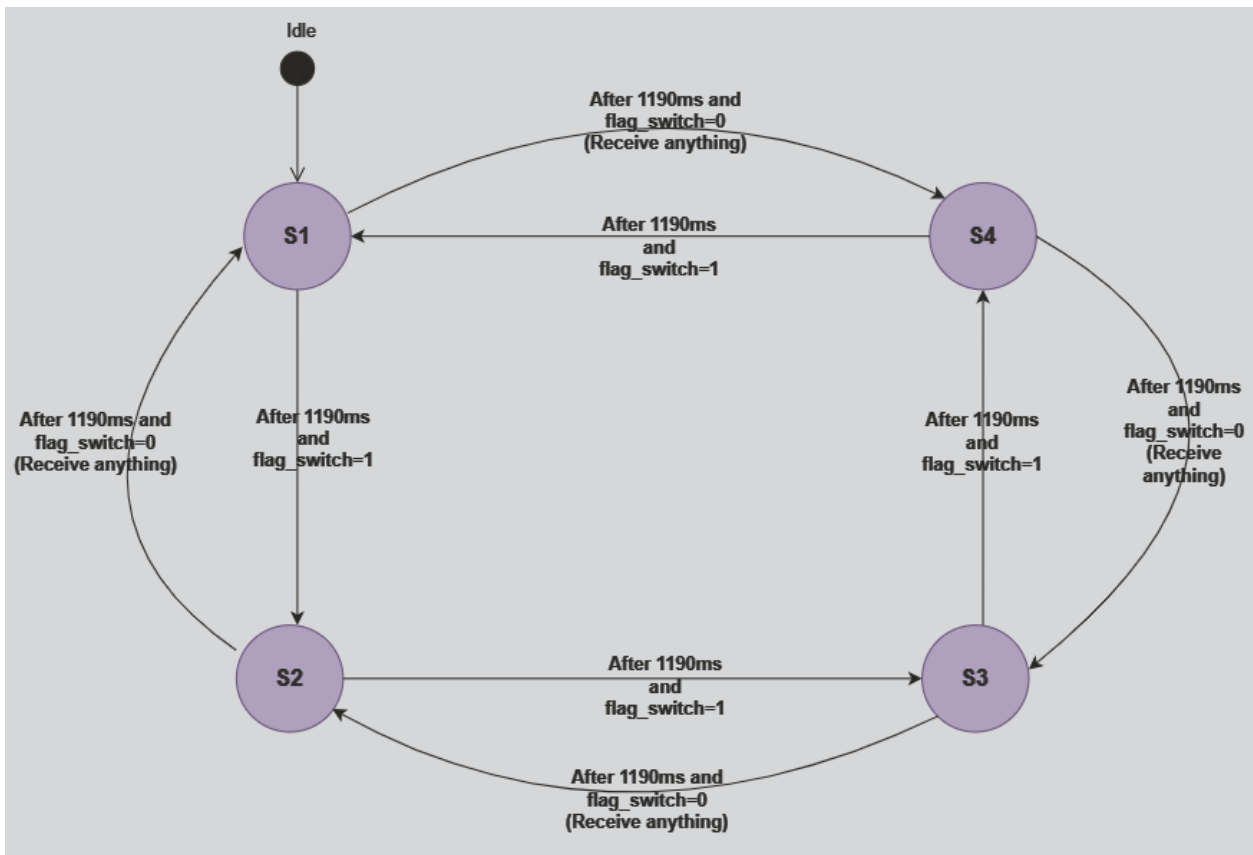 Idle
After 1190ms and
flag_switch=0
(Receive anything)
S1
After 1190ms
and
flag_switch=1
S4
After 1190ms and
flag_switch=0
(Receive anything)
After 1190ms
and
flag_switch=1
After 1190ms
and
flag_switch=1
After 1190ms
and
flag_switch=0
(Receive
anything)
S2
After 1190ms
and
flag_switch=1
S3
After 1190ms and
flag_switch=0
(Receive anything)